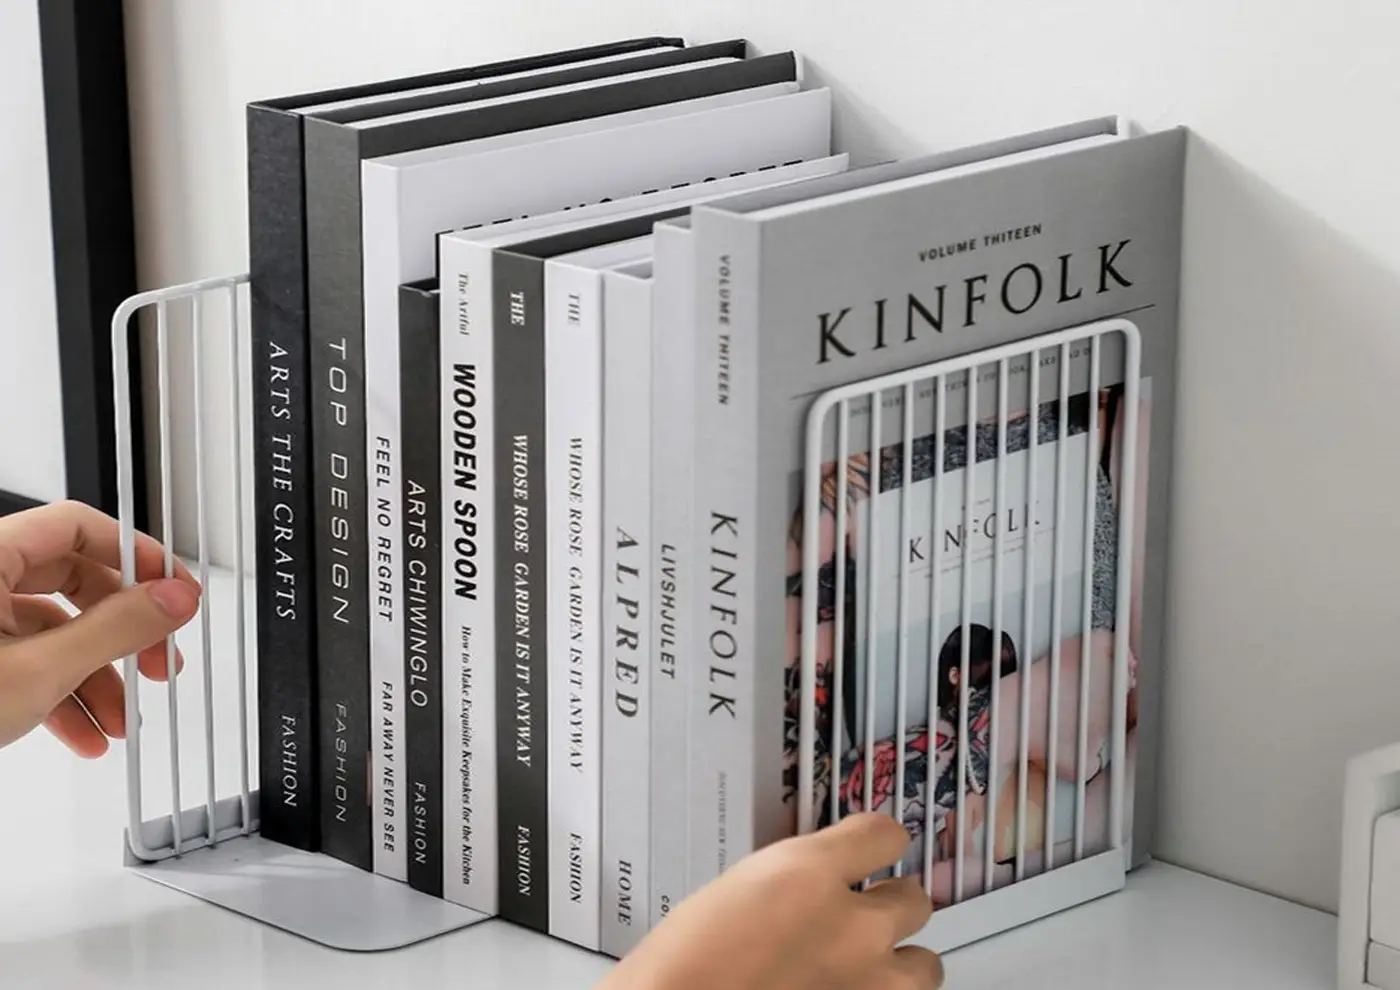 ARTS THE CRAFTS
FASHION
TOP DESIGN
FASHION
FEEL NO REGRET
FAR AWAY NEVER SEE
ARTS CHIWINGLO
FASHION
The Artful
WOODEN SPOON
How to Make Exquisite Keepsakes for the Kitchen
THE
WHOSE ROSE GARDEN IS IT ANYWAY
FASHION
THE
WHOSE ROSE GARDEN IS IT ANYWAY
FASHION
ALPRED
HOME
LIVSHJULET
VOLUME THITEEN
KINFOLK
VOLUME THITEEN
KINFOLK
KINFOLK